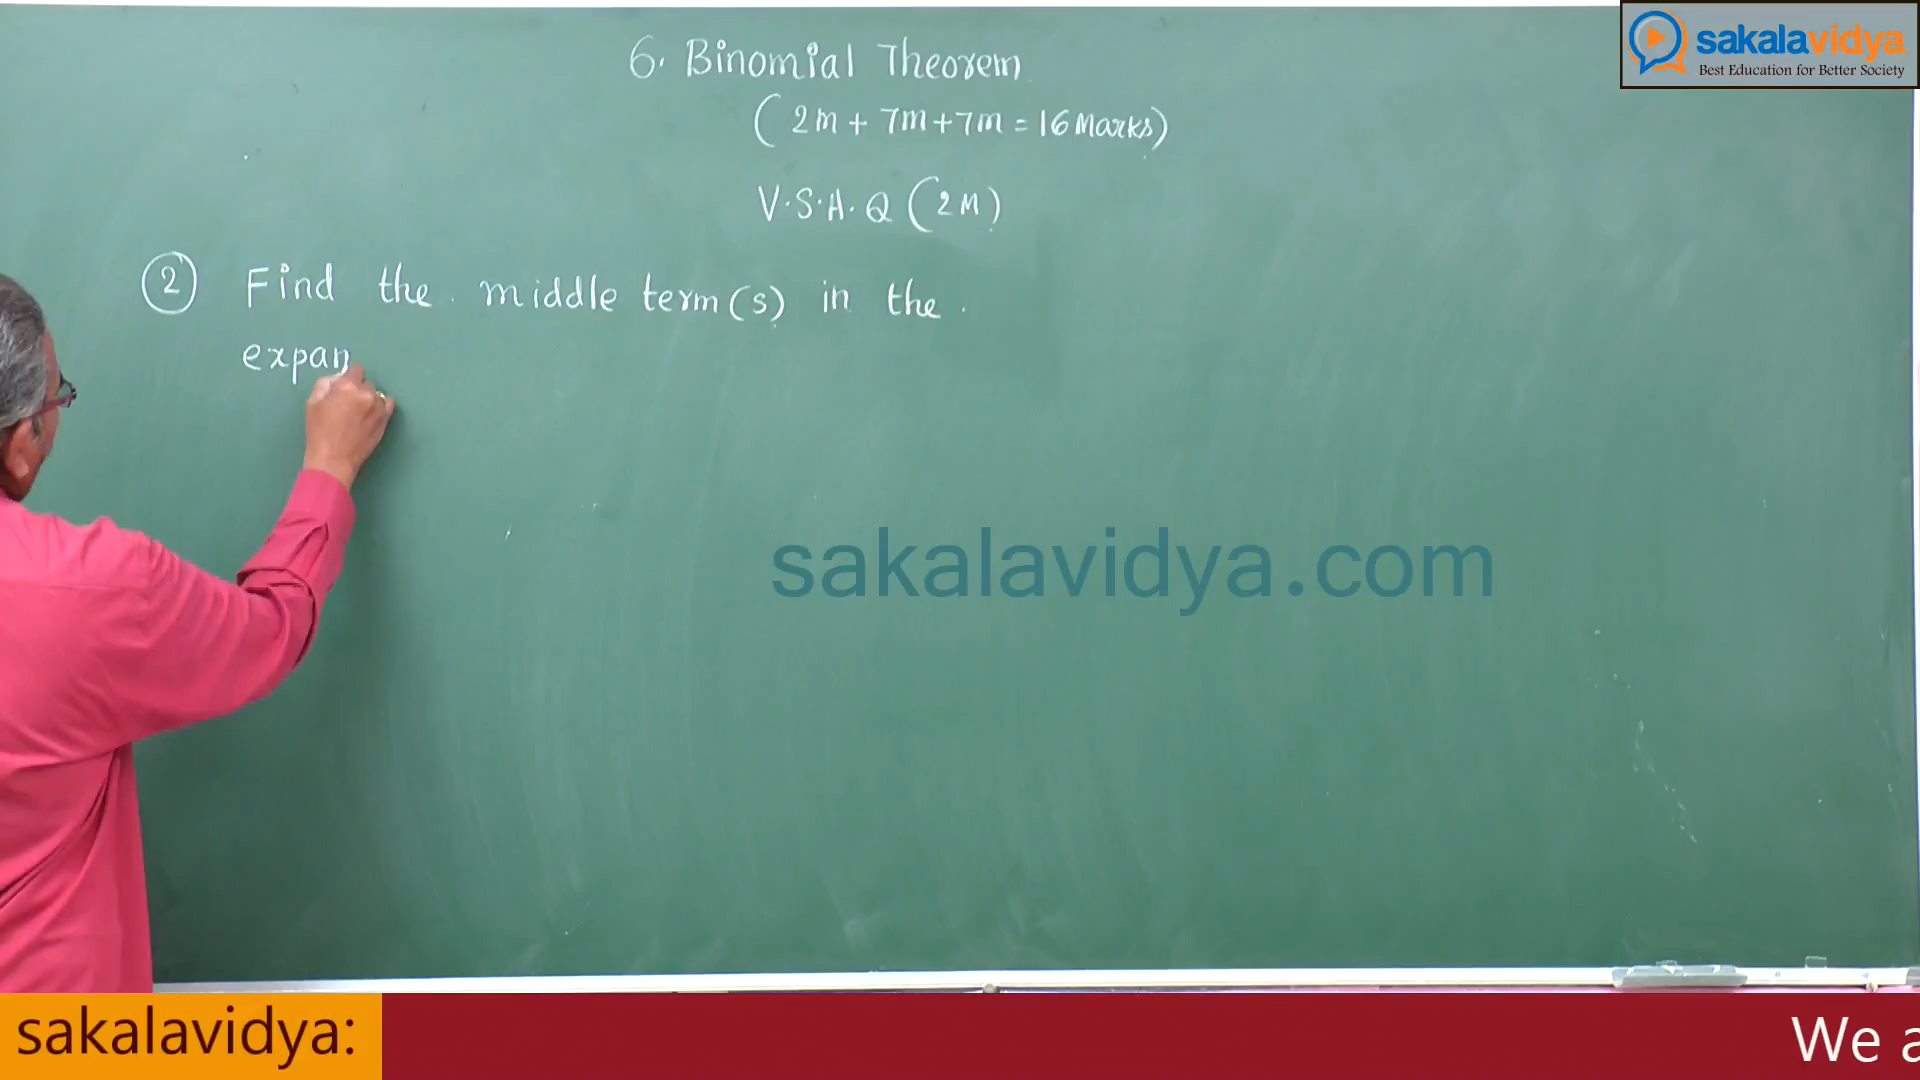 sakalavidya
Best Education for Better Society
6. Binomial Theorem
(2m + 7m + 7m = 16 Marks)
V.S.A.Q (2M)
2 Find the middle term(s) in the
expan
sakalavidya.com
sakalavidya:
We a